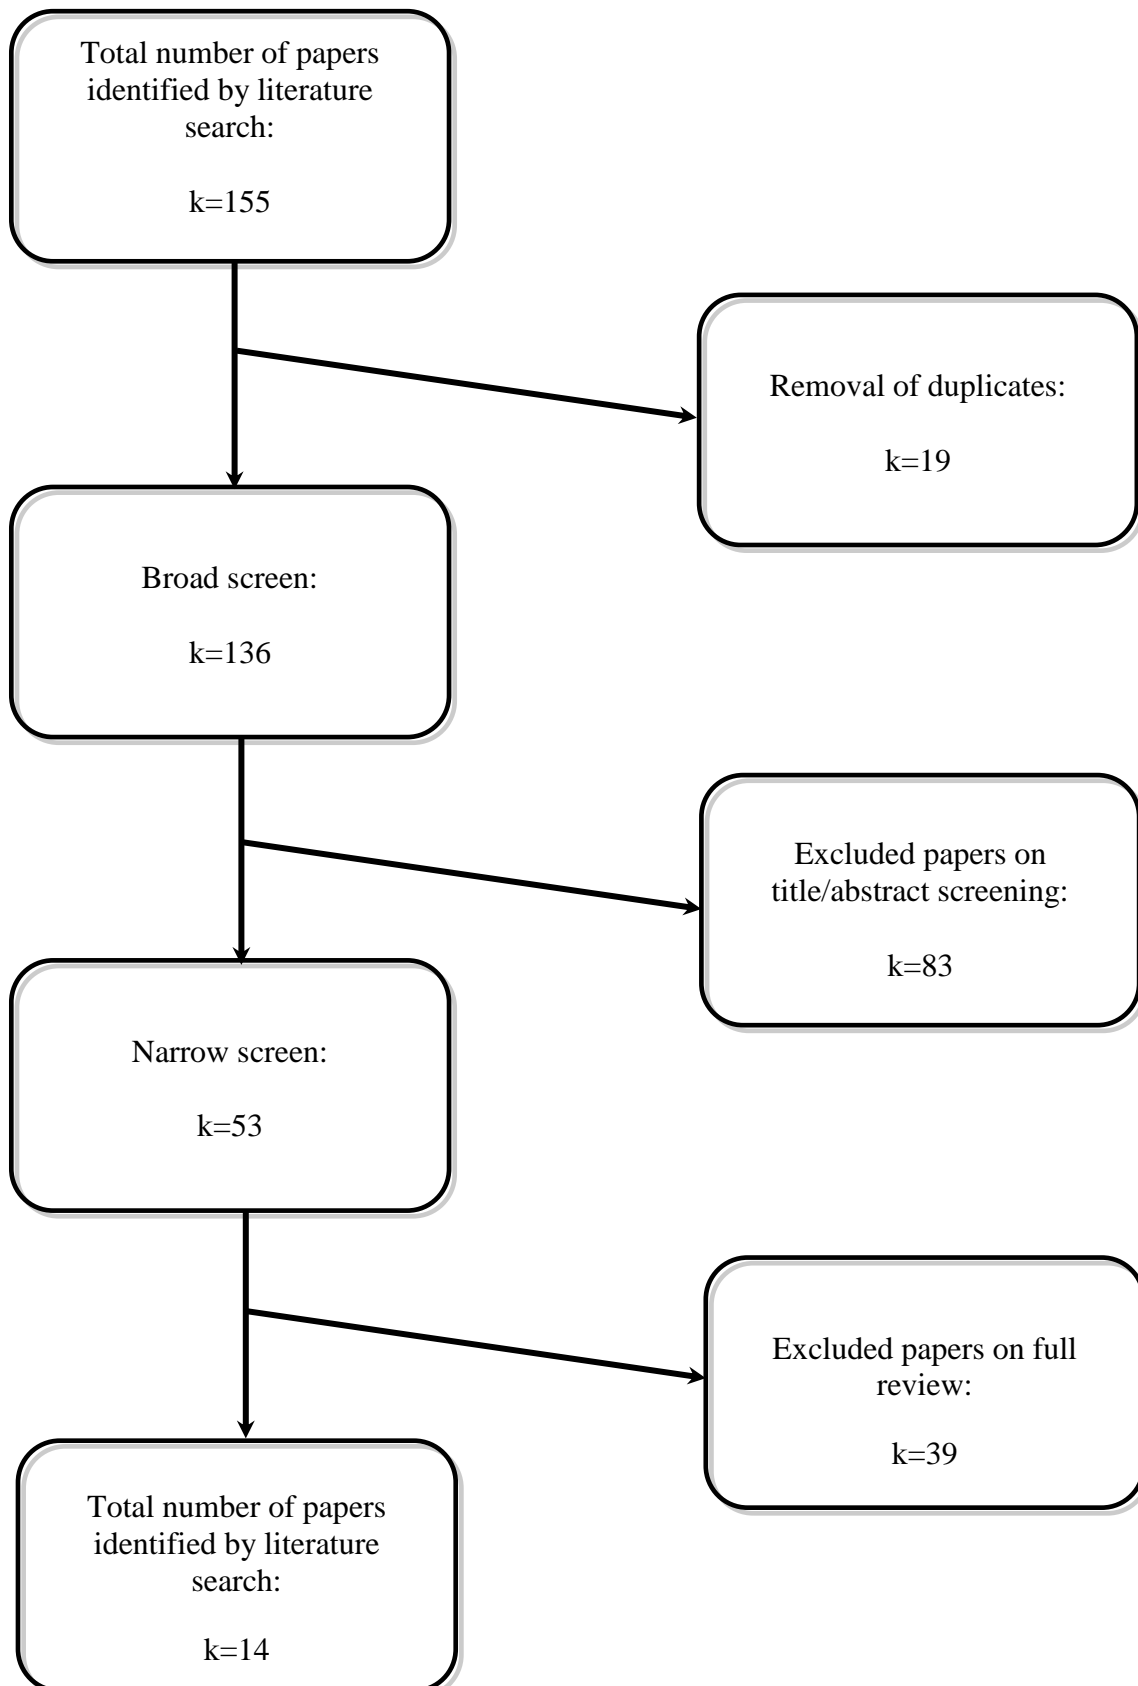 Total number of papers
identified by literature
search:
k=155
Removal of duplicates:
k=19
Broad screen:
k=136
Excluded papers on
title/abstract screening:
k=83
Narrow screen:
k=53
Excluded papers on full
review:
k=39
Total number of papers
identified by literature
search:
k=14